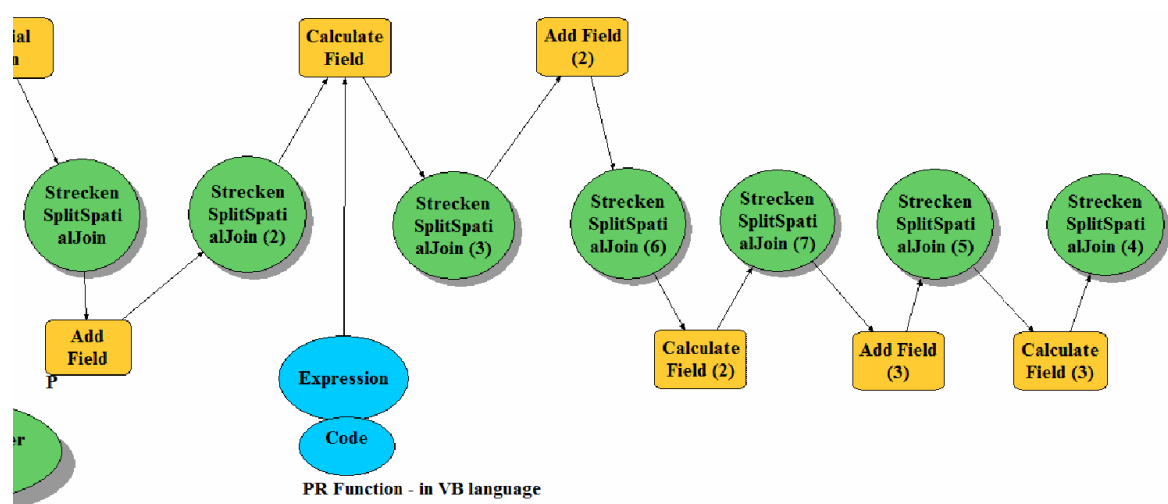 Calculate
Field
Add Field
(2)
Strecken
SplitSpati
alJoin
Strecken
SplitSpati
alJoin (2)
Strecken
SplitSpati
alJoin (3)
Strecken
SplitSpati
alJoin (6)
Strecken
SplitSpati
alJoin (7)
Strecken
SplitSpati
alJoin (5)
Strecken
SplitSpati
alJoin (4)
Add
Field
P
Calculate
Field (2)
Add Field
(3)
Calculate
Field (3)
Expression
Code
PR Function - in VB language